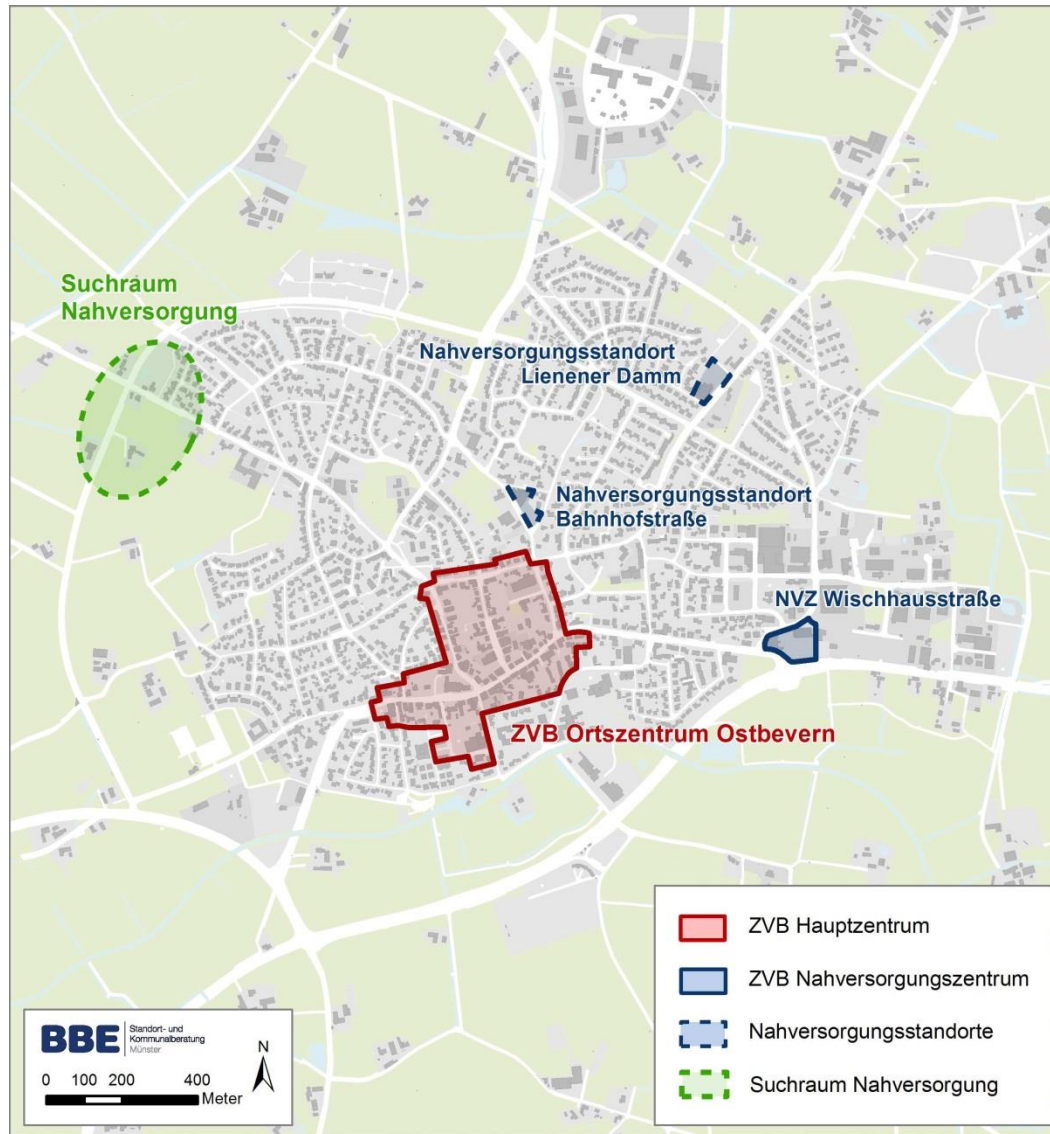 Suchraum
Nahversorgung
Nahversorgungsstandort
Lienener Damm
Nahversorgungsstandort
Bahnhofstraße
NVZ Wischhausstraße
ZVB Ortszentrum Ostbevern
ZVB Hauptzentrum
ZVB Nahversorgungszentrum
Nahversorgungsstandorte
Suchraum Nahversorgung
BBE
Standort- und
Kommunalberatung
Münster
N
0 100 200 400
Meter